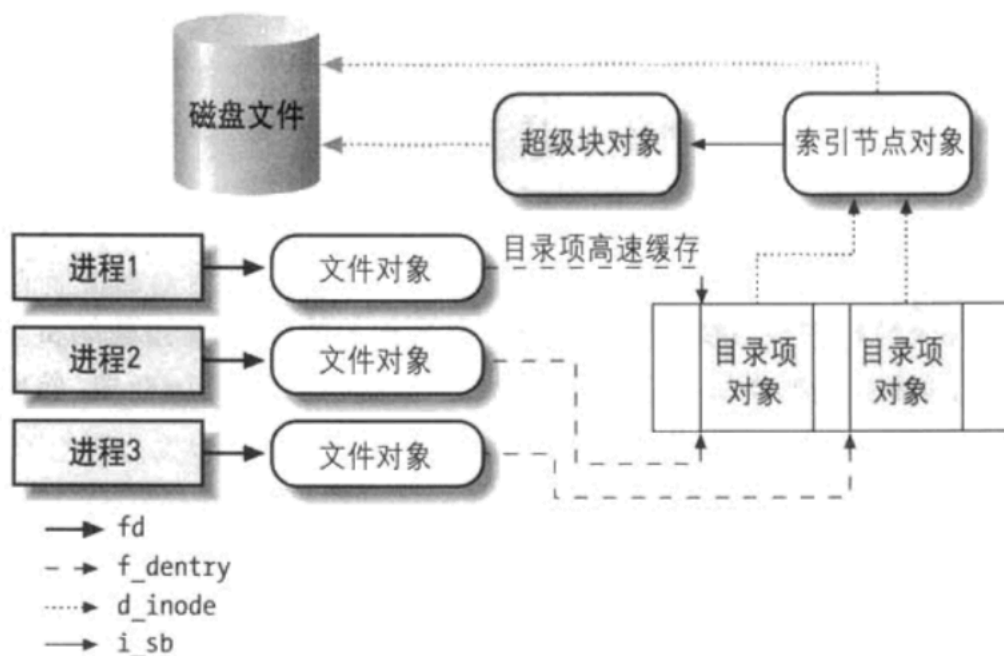 磁盘文件
超级块对象
索引节点对象
进程1
文件对象
目录项高速缓存
进程2
文件对象
目录项
对象
目录项
对象
进程3
文件对象
fd
f_dentry
d_inode
i_sb